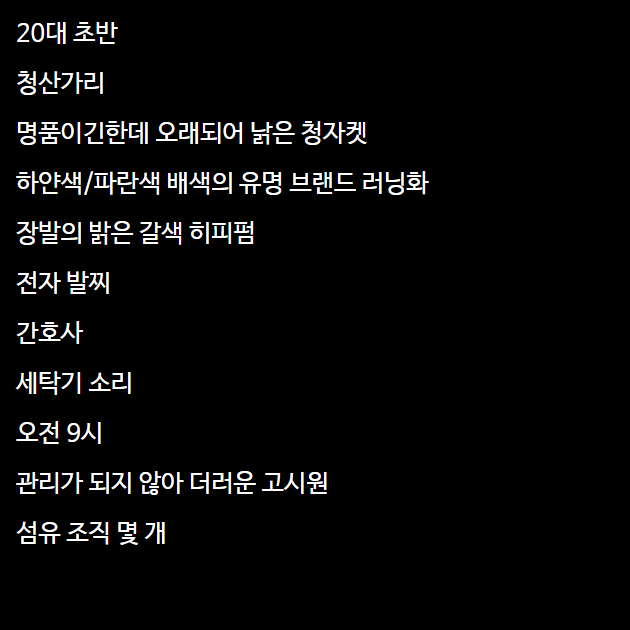 20대 초반
청산가리
명품이긴한데 오래되어 낡은 청자켓
하얀색/파란색 배색의 유명 브랜드 러닝화
장발의 밝은 갈색 히피펌
전자 발찌
간호사
세탁기 소리
오전 9시
관리가 되지 않아 더러운 고시원
섬유 조직 몇 개